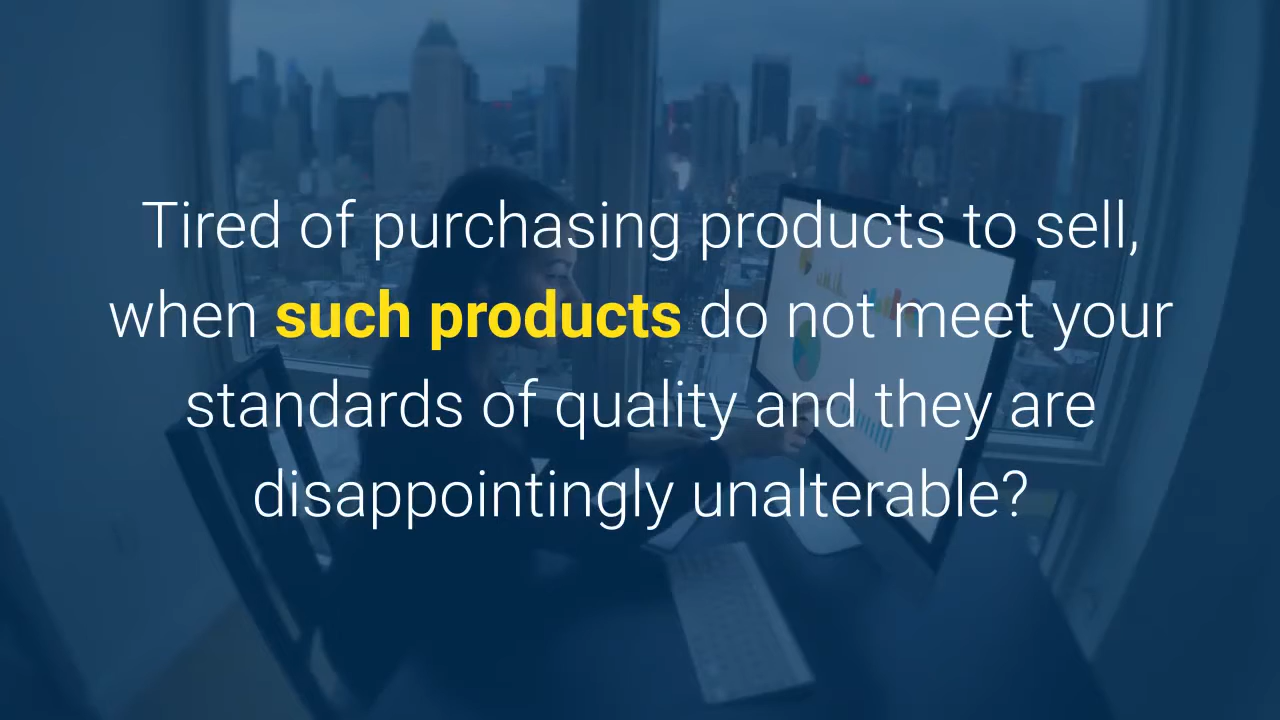 Tired of purchasing products to sell,
when such products do not meet your
standards of quality and they are
disappointingly unalterable?